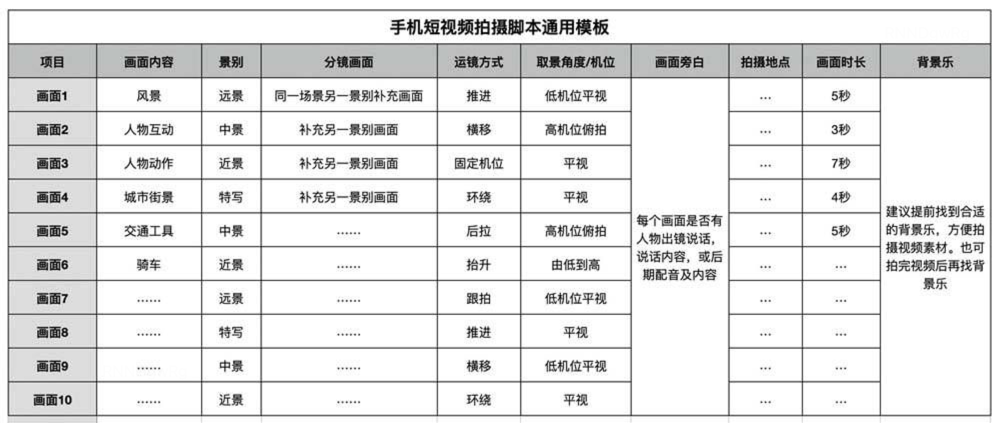 手机短视频拍摄脚本通用模板
项目 画面内容 景别 分镜画面 运镜方式 取景角度/机位 画面旁白 拍摄地点 画面时长 背景乐
画面1 风景 远景 同一场景另一景别补充画面 推进 低机位平视 … 5秒
画面2 人物互动 中景 补充另一景别画面 横移 高机位俯拍 … 3秒
画面3 人物动作 近景 补充另一景别画面 固定机位 平视 … 7秒
画面4 城市街景 特写 补充另一景别画面 环绕 平视 … 4秒
画面5 交通工具 中景 …… 后拉 高机位俯拍 … 5秒
画面6 骑车 近景 …… 抬升 由低到高 … …
画面7 …… 远景 …… 跟拍 低机位平视 … …
画面8 …… 特写 …… 推进 平视 … …
画面9 …… 中景 …… 横移 低机位平视 … …
画面10 …… 近景 …… 环绕 平视 … …
每个画面是否有
人物出镜说话，
说话内容，或后
期配音及内容
建议提前找到合适
的背景乐，方便拍
摄视频素材。也可
拍完视频后再找背
景乐